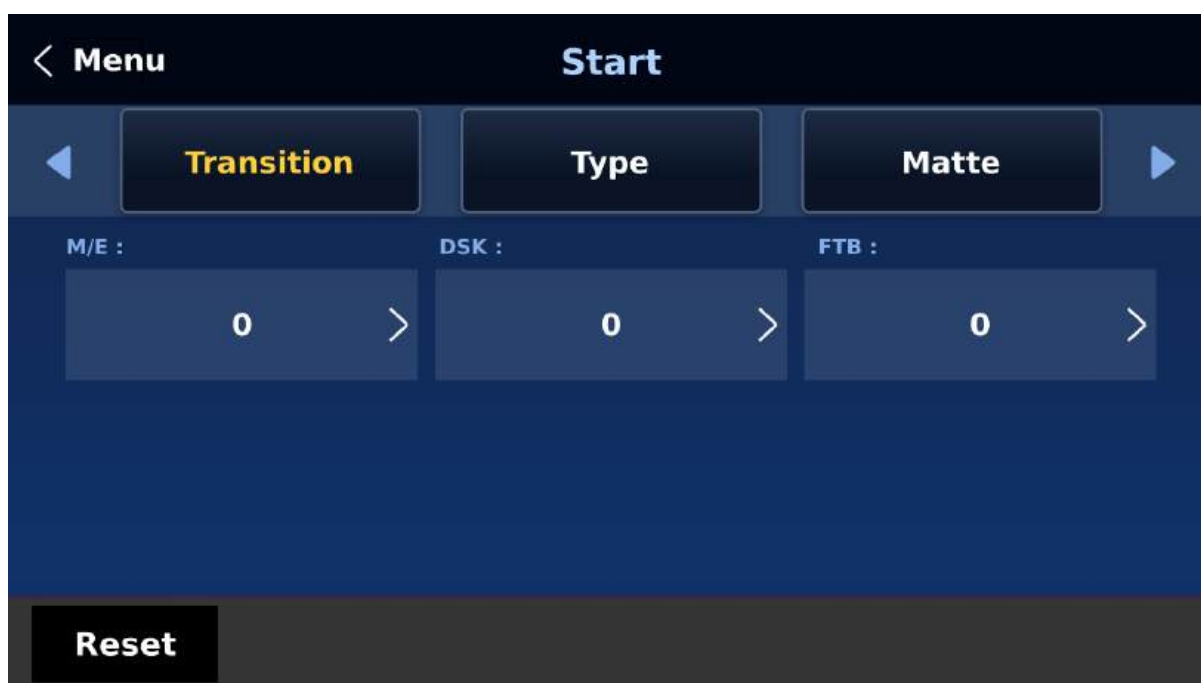 Menu
Start
Transition
Type
Matte
M/E :
DSK :
FTB :
0
0
0
Reset